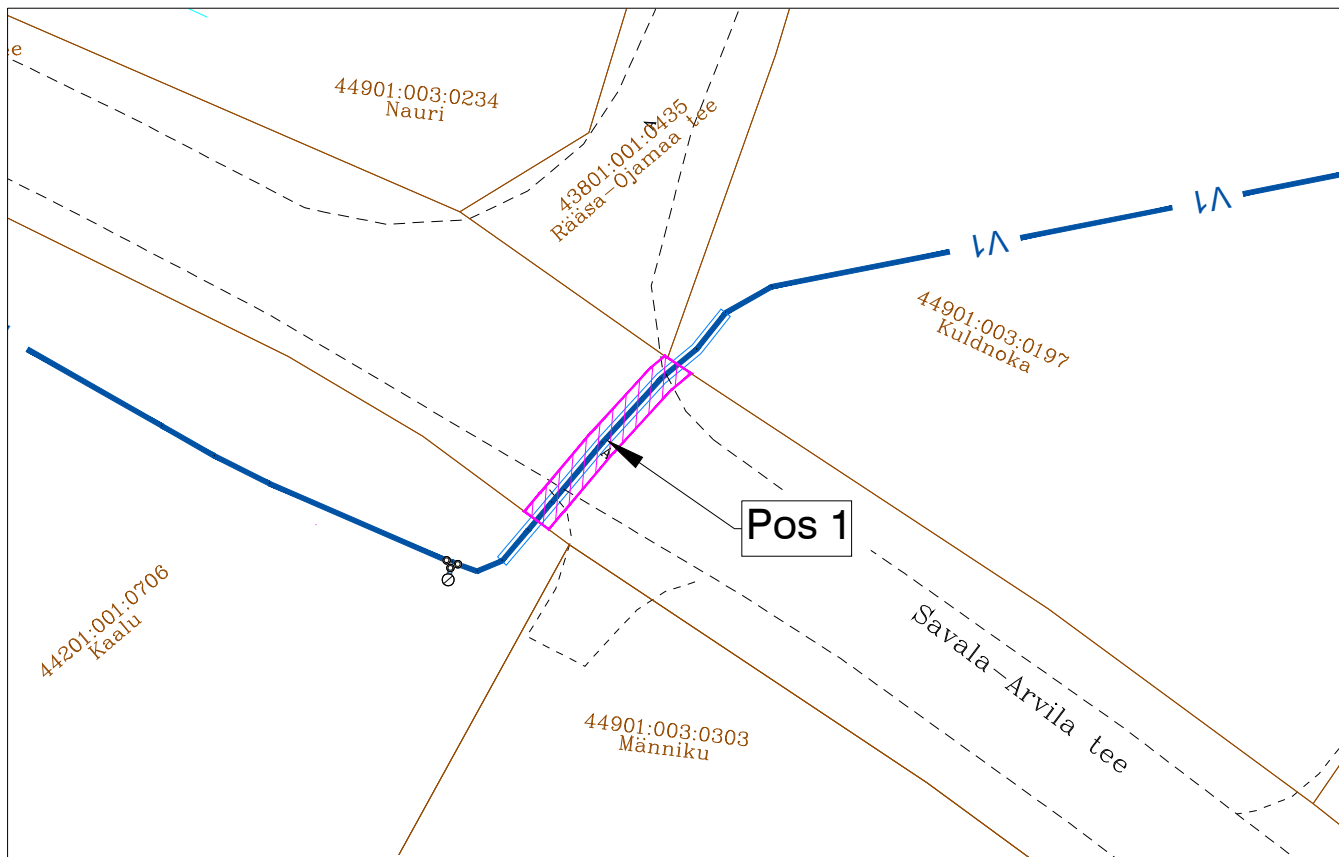 e
44901:003:0234
Nauri
43801:001:0435
Rääsa-Ojamaa tee
A
V1
V1
44901:003:0197
Kuldnoka
A
Pos 1
44201:001:0706
Kaalu
Savala-Arvila tee
44901:003:0303
Männiku